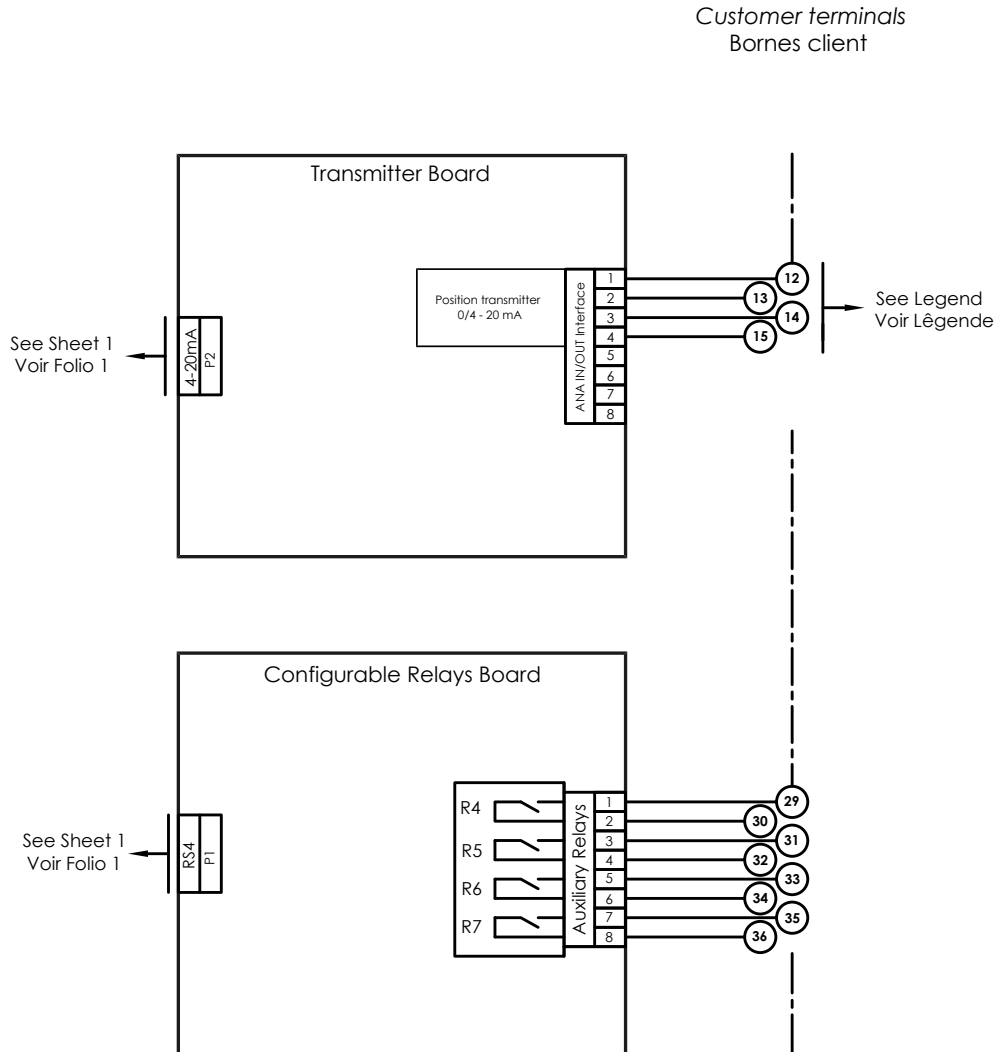 Customer terminals
Bornes client
Transmitter Board
Position transmitter
0/4 - 20 mA
ANA IN/OUT Interface
1
2
3
4
5
6
7
8
12
13
14
15
See Legend
Voir Lêgende
See Sheet 1
Voir Folio 1
4-20mA
P2
Configurable Relays Board
R4
R5
R6
R7
Auxiliary Relays
1
2
3
4
5
6
7
8
29
30
31
32
33
34
35
36
See Sheet 1
Voir Folio 1
RS4
P1